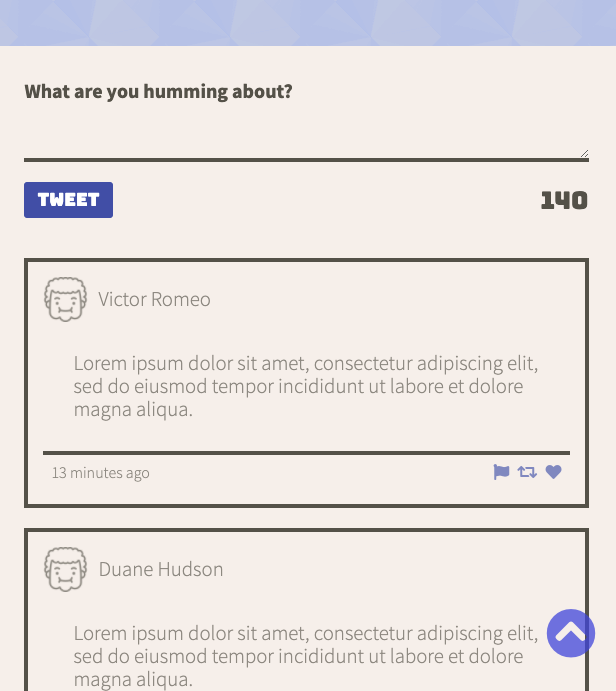 What are you humming about?
TWEET
140
Victor Romeo
Lorem ipsum dolor sit amet, consectetur adipiscing elit,
sed do eiusmod tempor incididunt ut labore et dolore
magna aliqua.
13 minutes ago
Duane Hudson
Lorem ipsum dolor sit amet, consectetur adipiscing elit,
sed do eiusmod tempor incididunt ut labore et dolore
magna aliqua.